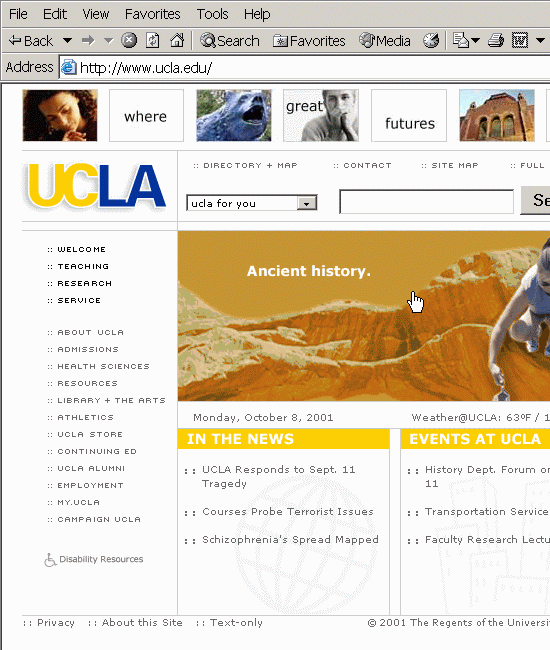 File Edit View Favorites Tools Help
Back Search Favorites Media
Address http://www.ucla.edu/
where great futures
UCLA
:: DIRECTORY + MAP :: CONTACT :: SITE MAP :: FULL
ucla for you Se
:: WELCOME
:: TEACHING
:: RESEARCH
:: SERVICE
Ancient history.
:: ABOUT UCLA
:: ADMISSIONS
:: HEALTH SCIENCES
:: RESOURCES
:: LIBRARY + THE ARTS
:: ATHLETICS
:: UCLA STORE
:: CONTINUING ED
:: UCLA ALUMNI
:: EMPLOYMENT
:: MY.UCLA
:: CAMPAIGN UCLA
Disability Resources
Monday, October 8, 2001 Weather@UCLA: 63ºF / 1
IN THE NEWS
:: UCLA Responds to Sept. 11
Tragedy
:: Courses Probe Terrorist Issues
:: Schizophrenia's Spread Mapped
EVENTS AT UCLA
:: History Dept. Forum on
11
:: Transportation Service
:: Faculty Research Lectu
:: Privacy :: About this Site :: Text-only © 2001 The Regents of the Universi